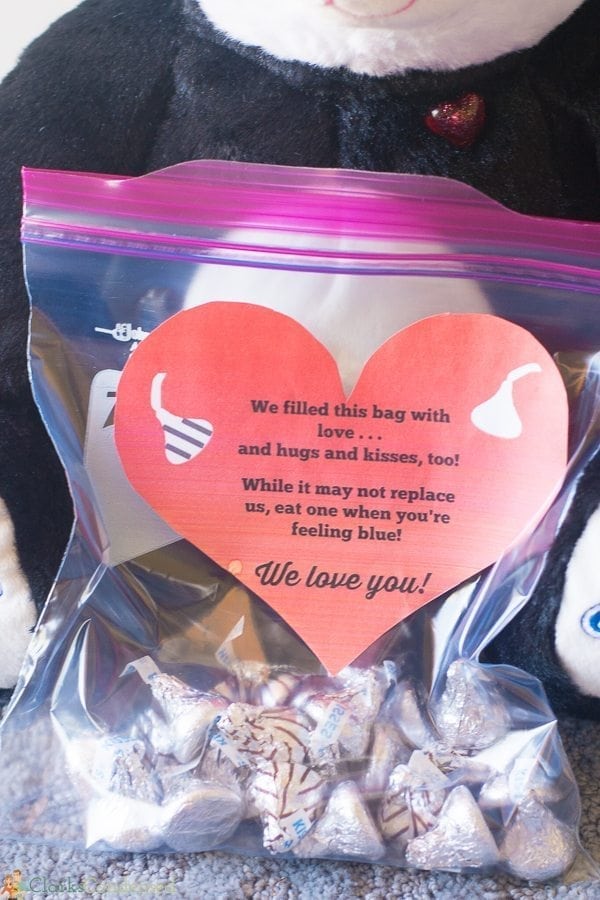 We filled this bag with
love . . .
and hugs and kisses, too!
While it may not replace
us, eat one when you're
feeling blue!
We love you!